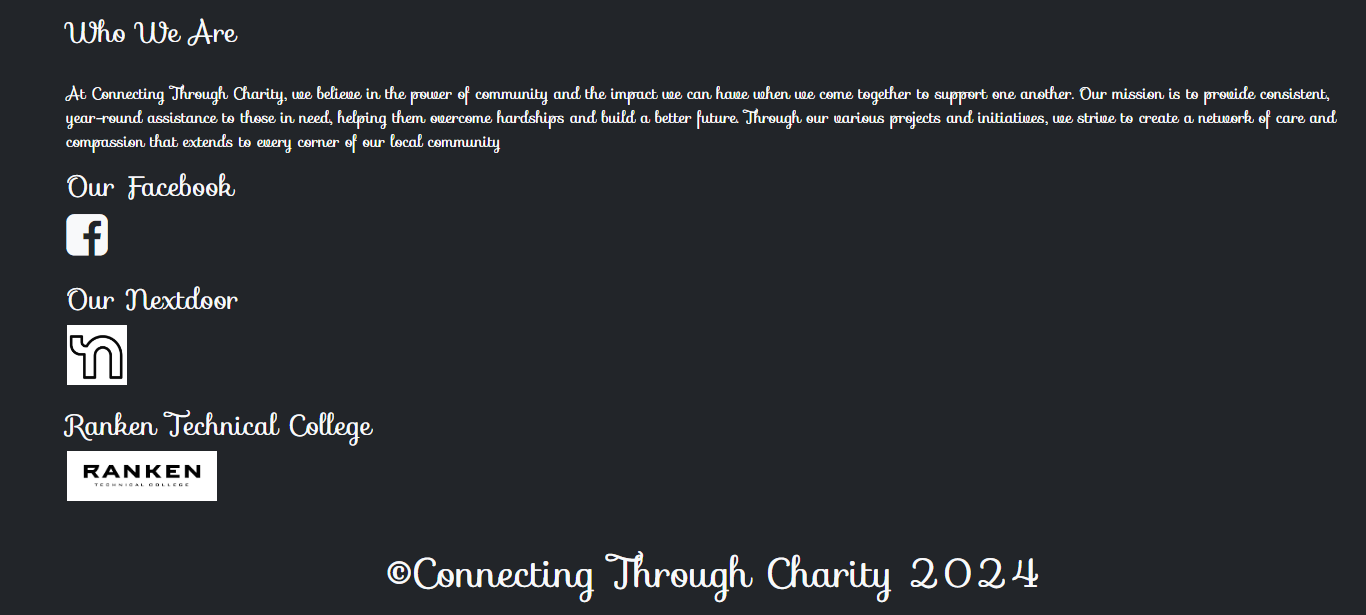 Who We Are
At Connecting Through Charity, we believe in the power of community and the impact we can have when we come together to support one another. Our mission is to provide consistent,
year-round assistance to those in need, helping them overcome hardships and build a better future. Through our various projects and initiatives, we strive to create a network of care and
compassion that extends to every corner of our local community
Our Facebook
Our Nextdoor
Ranken Technical College
RANKEN
TECHNICAL COLLEGE
©Connecting Through Charity 2024